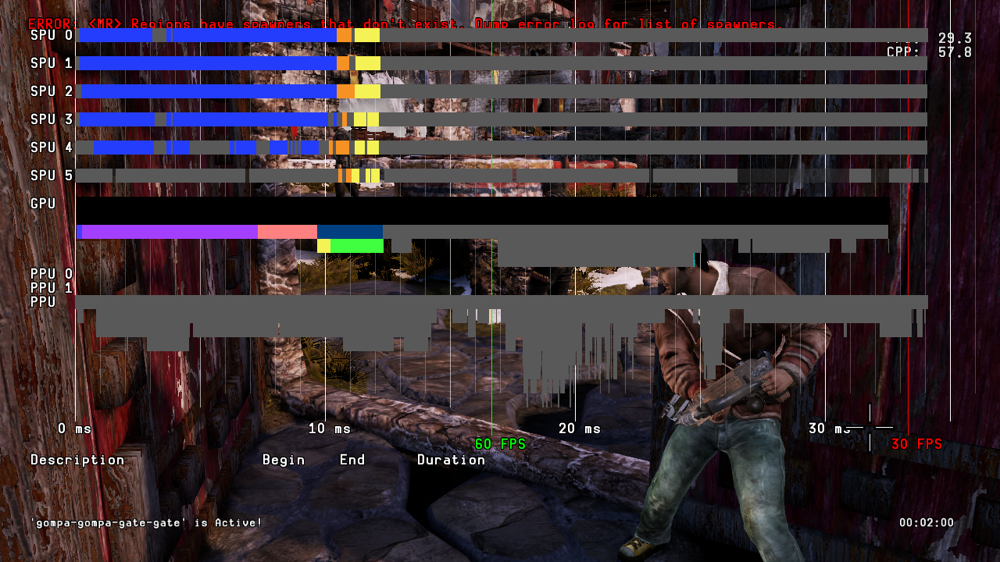 ERROR: <MR> Regions have spawners that don't exist. Dump error log for list of spawners.
SPU 0
29.3
CPP: 57.8
SPU 1
SPU 2
SPU 3
SPU 4
SPU 5
GPU
PPU 0
PPU 1
PPU
0 ms 10 ms 20 ms 30 ms
60 FPS 30 FPS
Description Begin End Duration
'gompa-gompa-gate-gate' is Active! 00:02:00